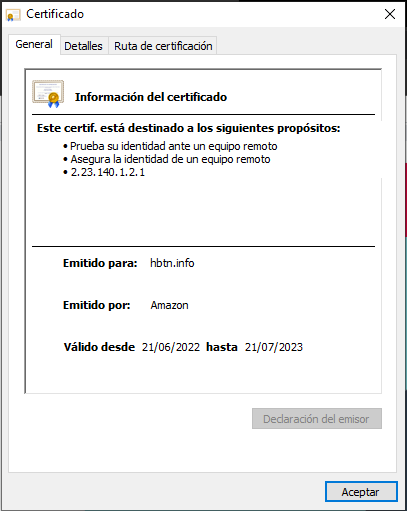 Certificado
General Detalles Ruta de certificación
Información del certificado
Este certif. está destinado a los siguientes propósitos:
• Prueba su identidad ante un equipo remoto
• Asegura la identidad de un equipo remoto
• 2.23.140.1.2.1
Emitido para: hbtn.info
Emitido por: Amazon
Válido desde 21/06/2022 hasta 21/07/2023
Declaración del emisor
Aceptar